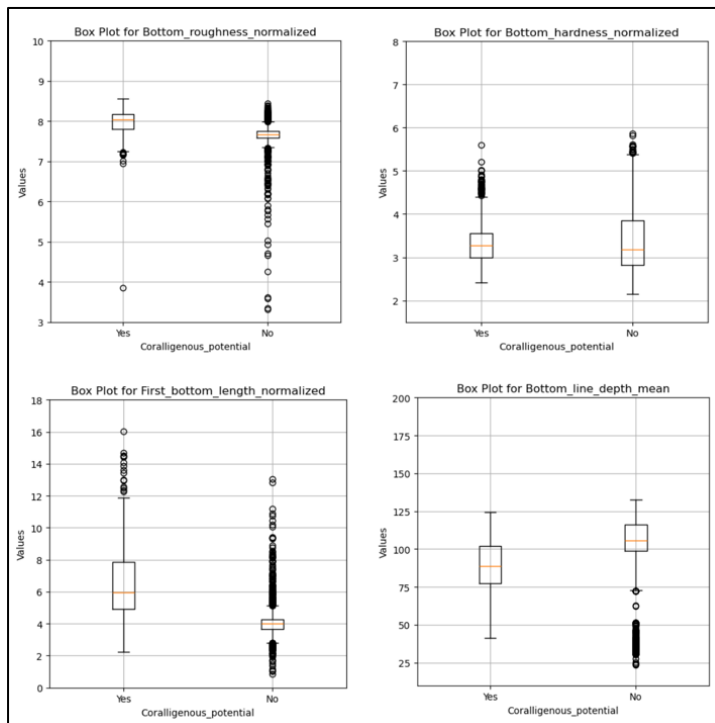 Box Plot for Bottom_roughness_normalized
10
9
8
7
6
5
4
3
Values
Yes
No
Coralligenous_potential
Box Plot for Bottom_hardness_normalized
8
7
6
5
4
3
2
Values
Yes
No
Coralligenous_potential
Box Plot for First_bottom_length_normalized
18
16
14
12
10
8
6
4
2
0
Values
Yes
No
Coralligenous_potential
Box Plot for Bottom_line_depth_mean
200
175
150
125
100
75
50
25
Values
Yes
No
Coralligenous_potential